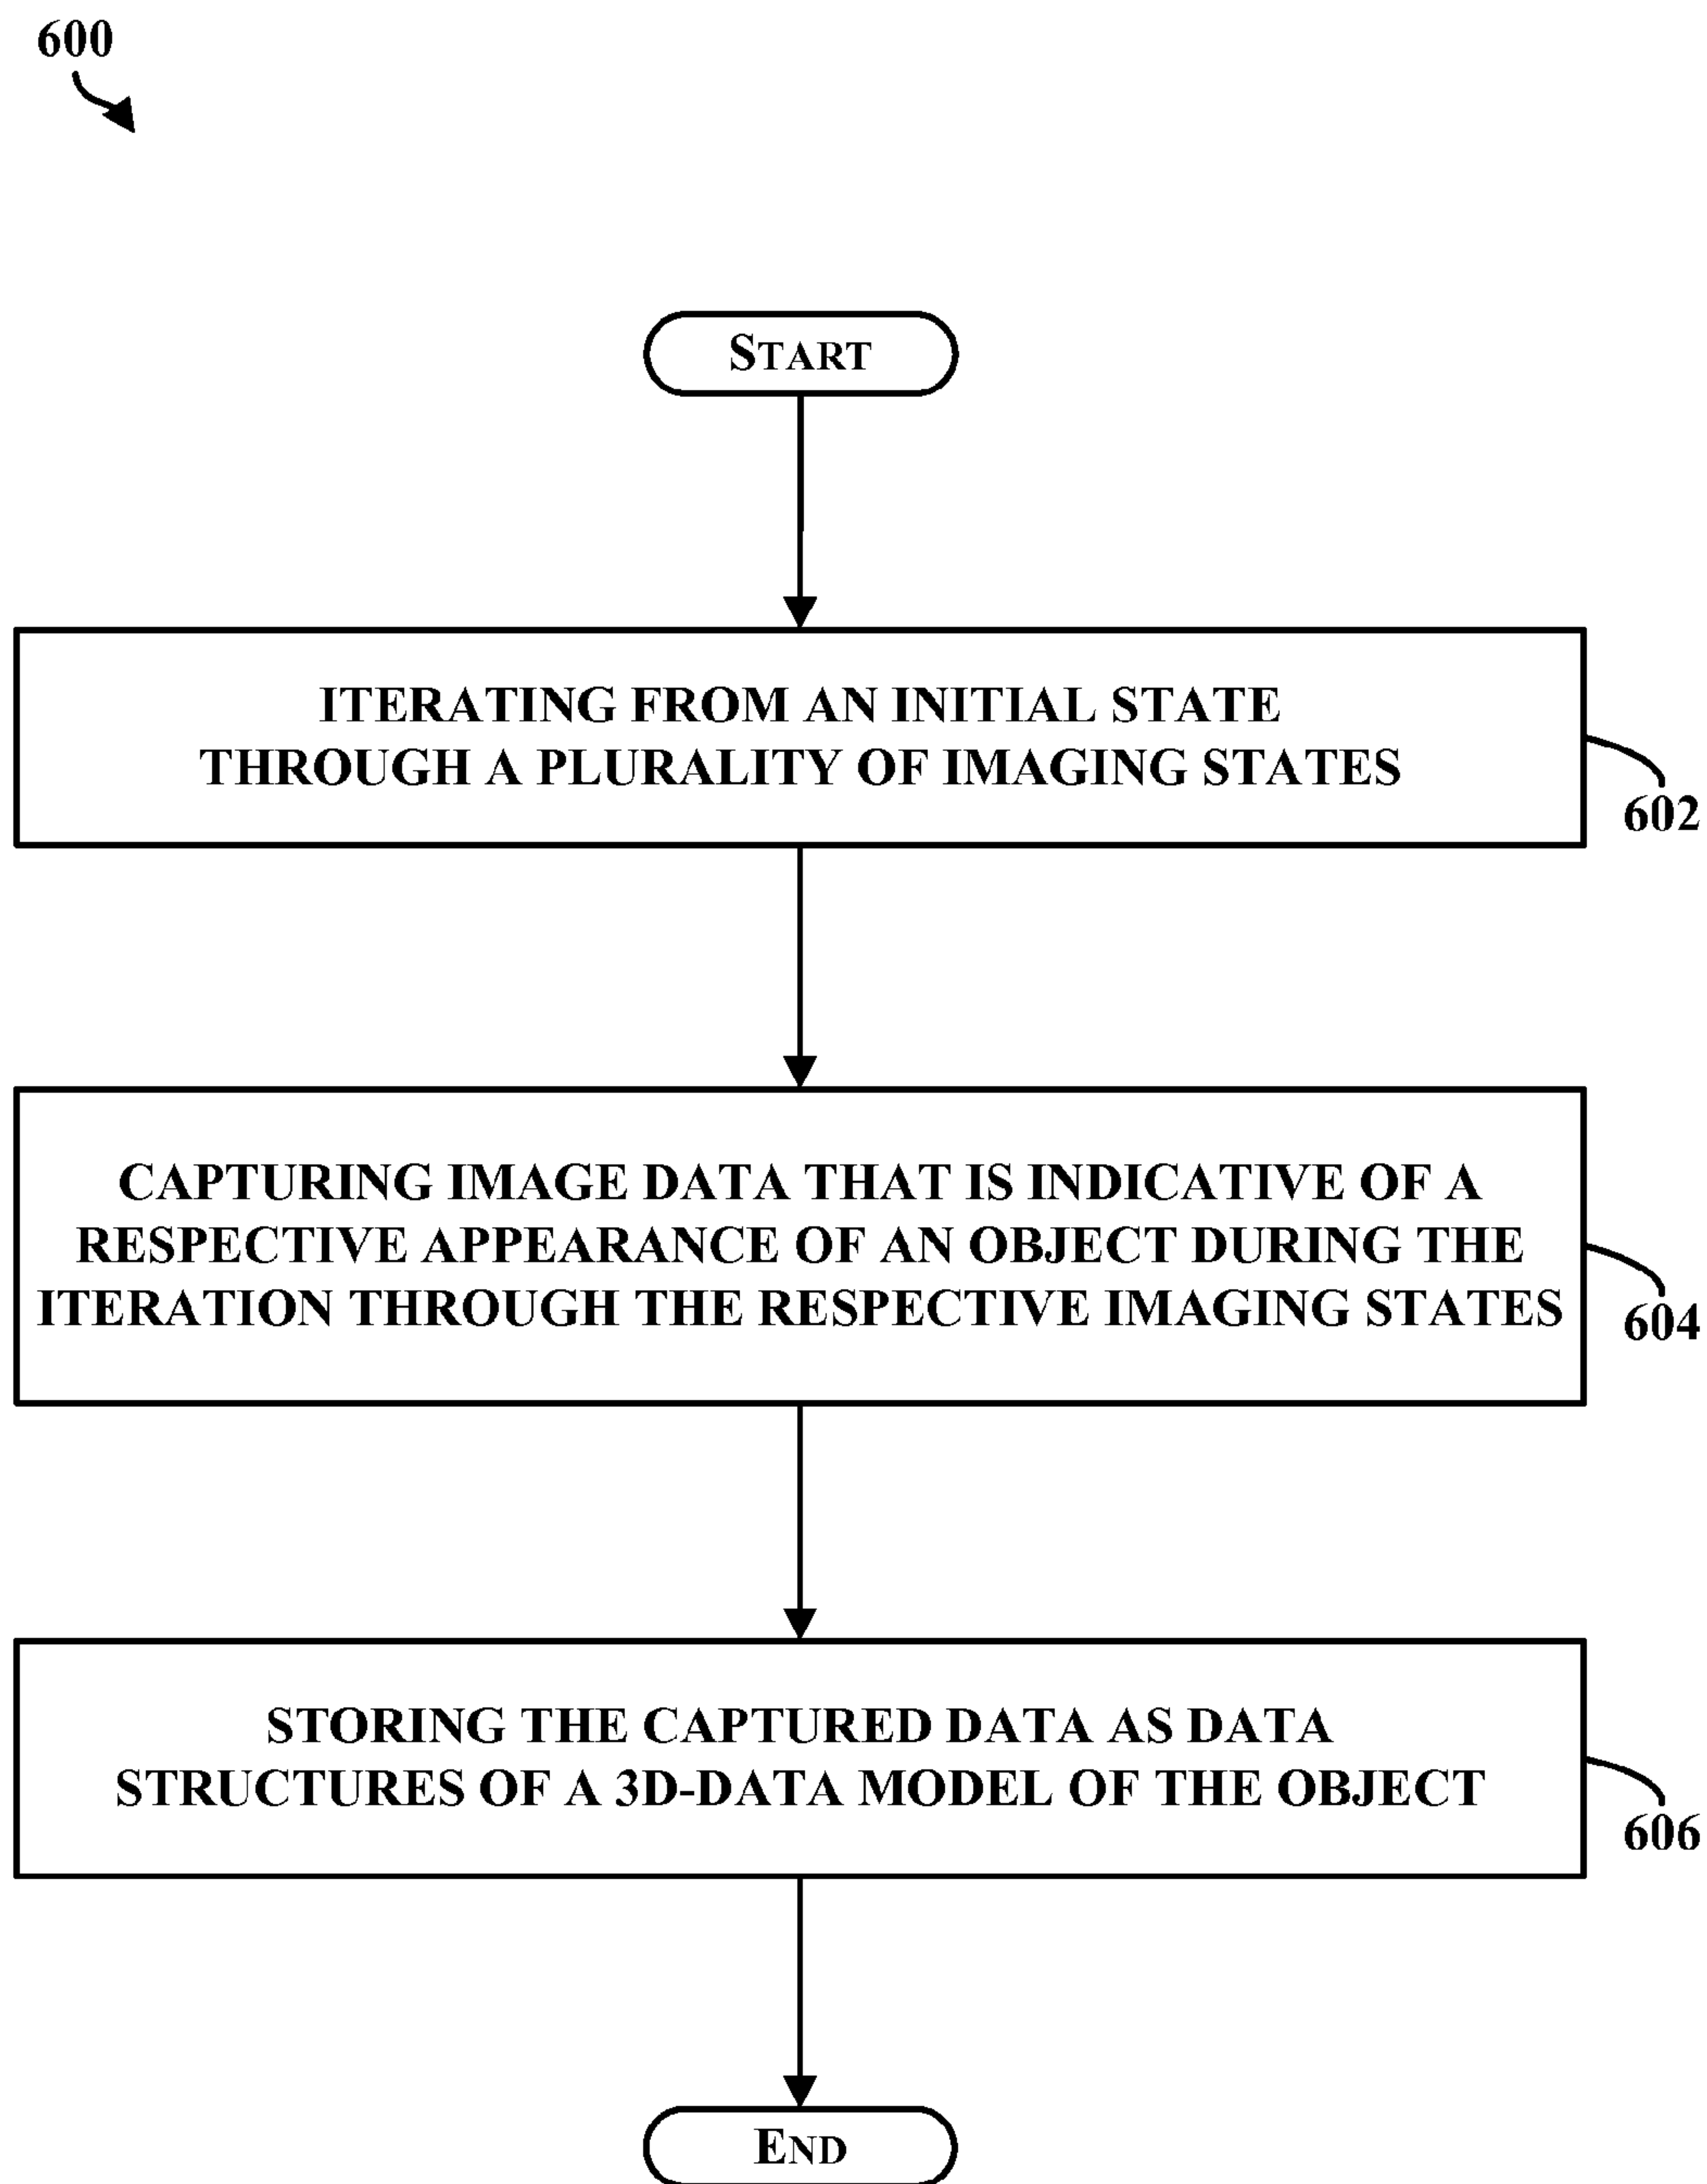 600
START
ITERATING FROM AN INITIAL STATE
THROUGH A PLURALITY OF IMAGING STATES
602
CAPTURING IMAGE DATA THAT IS INDICATIVE OF A
RESPECTIVE APPEARANCE OF AN OBJECT DURING THE
ITERATION THROUGH THE RESPECTIVE IMAGING STATES
604
STORING THE CAPTURED DATA AS DATA
STRUCTURES OF A 3D-DATA MODEL OF THE OBJECT
606
END